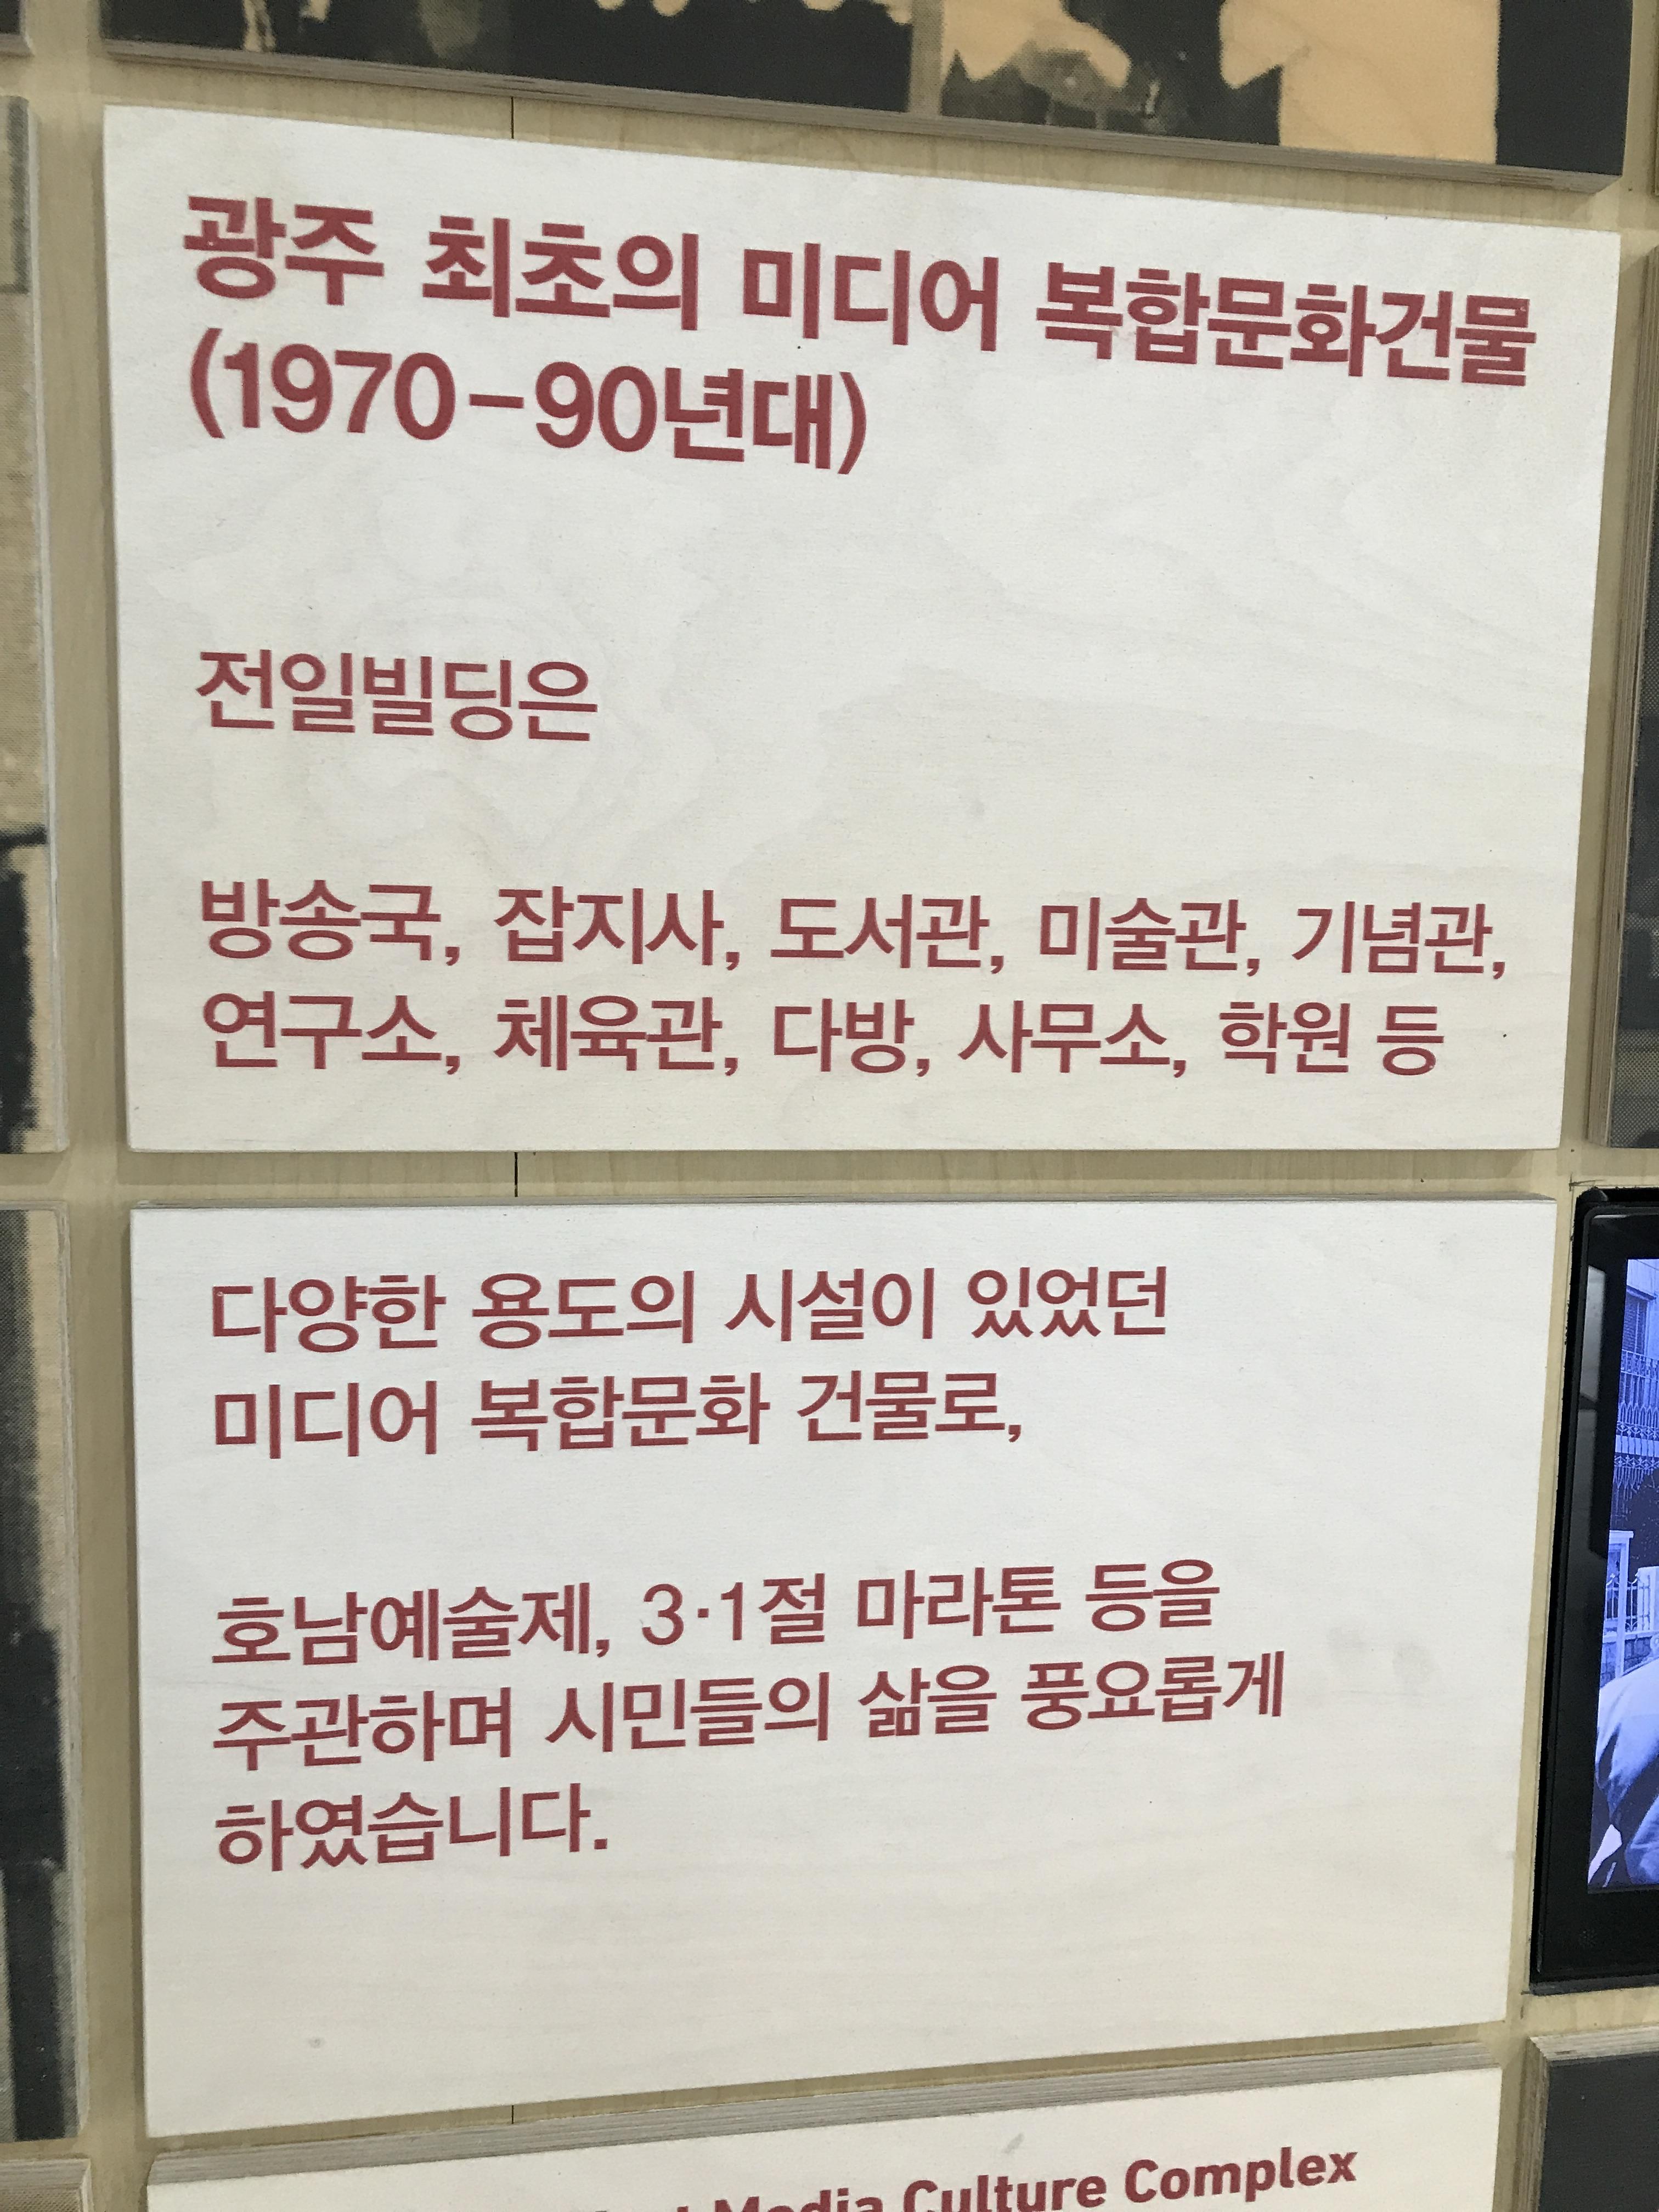 광주 최초의 미디어 복합문화건물
(1970-90년대)
전일빌딩은
방송국, 잡지사, 도서관, 미술관, 기념관,
연구소, 체육관, 다방, 사무소, 학원 등
다양한 용도의 시설이 있었던
미디어 복합문화 건물로,
호남예술제, 3·1절 마라톤 등을
주관하며 시민들의 삶을 풍요롭게
하였습니다.
Media Culture Complex